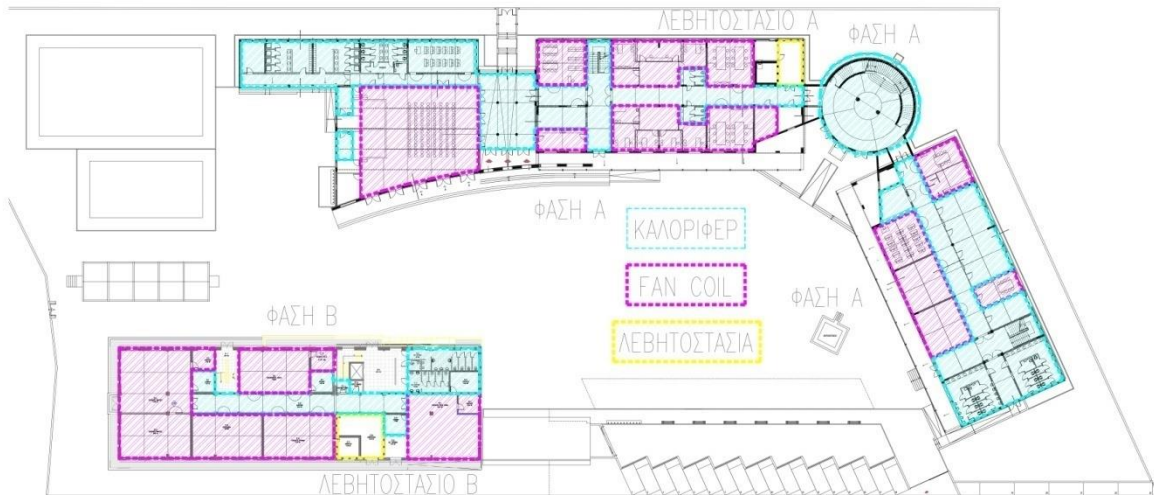 ΛΕΒΗΤΟΣΤΑΣΙΟ Α
ΦΑΣΗ Α
ΦΑΣΗ Α
ΚΑΛΟΡΙΦΕΡ
FAN COIL
ΦΑΣΗ Α
ΛΕΒΗΤΟΣΤΑΣΙΑ
ΦΑΣΗ Β
ΛΕΒΗΤΟΣΤΑΣΙΟ Β